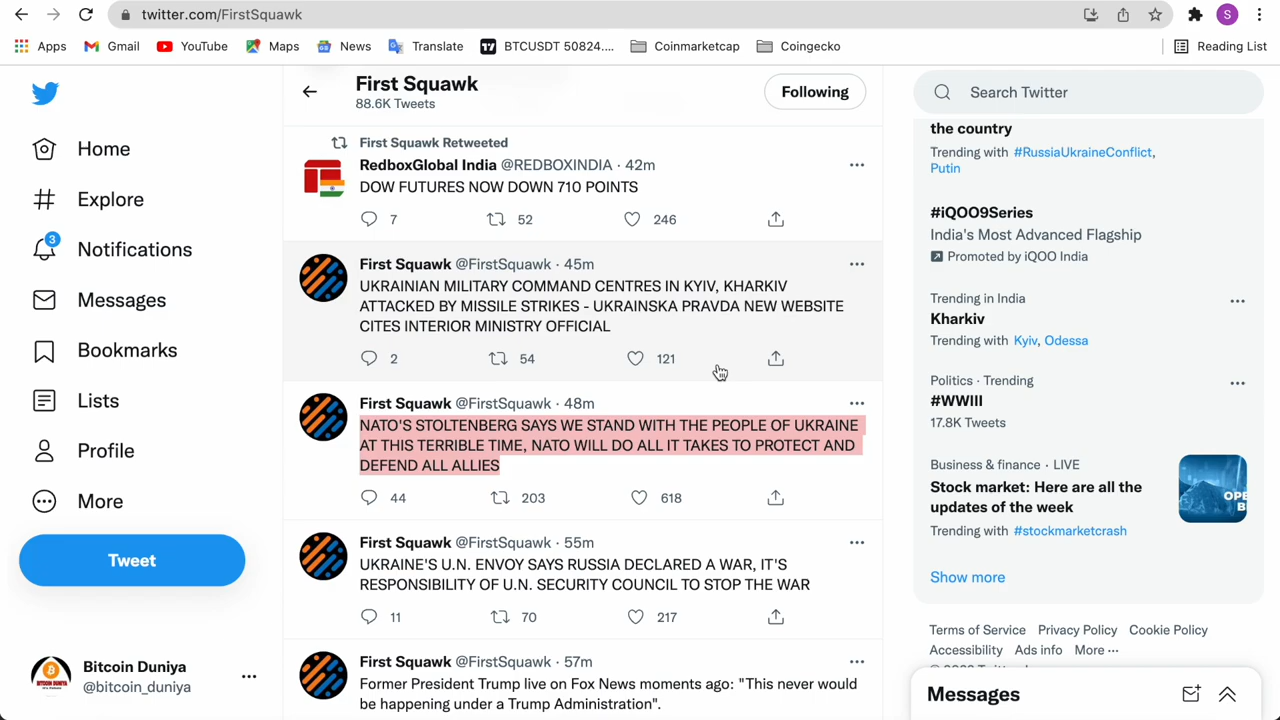 twitter.com/FirstSquawk
S
Apps
Gmail
YouTube
Maps
News
Translate
BTCUSDT 50824....
Coinmarketcap
Coingecko
Reading List
First Squawk
88.6K Tweets
Following
Search Twitter
Home
Explore
3
Notifications
Messages
Bookmarks
Lists
Profile
More
Tweet
Bitcoin Duniya
@bitcoin_duniya
First Squawk Retweeted
RedboxGlobal India @REDBOXINDIA · 42m
DOW FUTURES NOW DOWN 710 POINTS
7 52 246
First Squawk @FirstSquawk · 45m
UKRAINIAN MILITARY COMMAND CENTRES IN KYIV, KHARKIV
ATTACKED BY MISSILE STRIKES - UKRAINSKA PRAVDA NEW WEBSITE
CITES INTERIOR MINISTRY OFFICIAL
2 54 121
First Squawk @FirstSquawk · 48m
NATO'S STOLTENBERG SAYS WE STAND WITH THE PEOPLE OF UKRAINE
AT THIS TERRIBLE TIME, NATO WILL DO ALL IT TAKES TO PROTECT AND
DEFEND ALL ALLIES
44 203 618
First Squawk @FirstSquawk · 55m
UKRAINE'S U.N. ENVOY SAYS RUSSIA DECLARED A WAR, IT'S
RESPONSIBILITY OF U.N. SECURITY COUNCIL TO STOP THE WAR
11 70 217
First Squawk @FirstSquawk · 57m
Former President Trump live on Fox News moments ago: "This never would
be happening under a Trump Administration".
the country
Trending with #RussiaUkraineConflict,
Putin
#iQOO9Series
India's Most Advanced Flagship
Promoted by iQOO India
Trending in India
Kharkiv
Trending with Kyiv, Odessa
Politics · Trending
#WWIII
17.8K Tweets
Business & finance · LIVE
Stock market: Here are all the
updates of the week
Trending with #stockmarketcrash
Show more
Terms of Service Privacy Policy Cookie Policy
Accessibility Ads info More ···
Messages